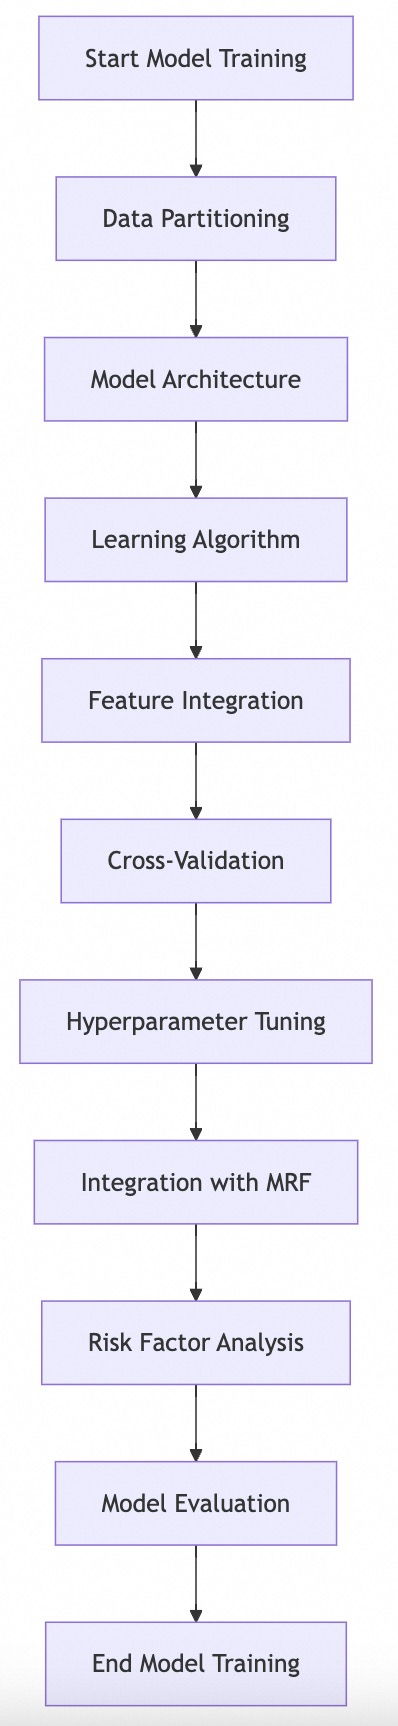 Start Model Training
Data Partitioning
Model Architecture
Learning Algorithm
Feature Integration
Cross-Validation
Hyperparameter Tuning
Integration with MRF
Risk Factor Analysis
Model Evaluation
End Model Training